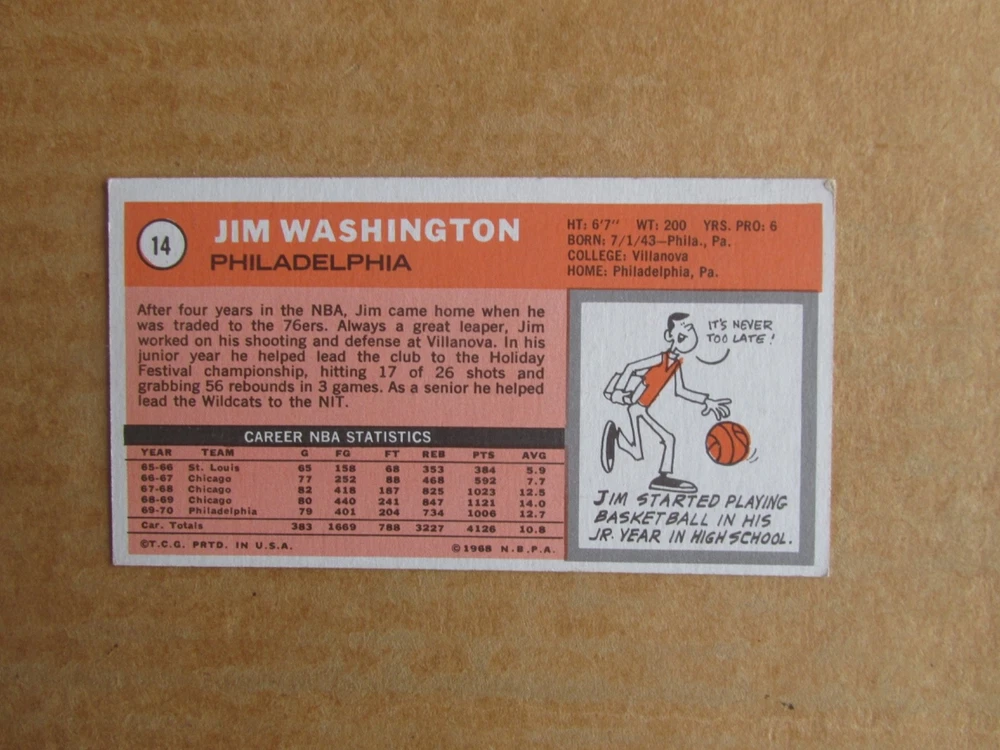 14
JIM WASHINGTON
PHILADELPHIA
HT: 6'7" WT: 200 YRS. PRO: 6
BORN: 7/1/43—Phila., Pa.
COLLEGE: Villanova
HOME: Philadelphia, Pa.
After four years in the NBA, Jim came home when he
was traded to the 76ers. Always a great leaper, Jim
worked on his shooting and defense at Villanova. In his
junior year he helped lead the club to the Holiday
Festival championship, hitting 17 of 26 shots and
grabbing 56 rebounds in 3 games. As a senior he helped
lead the Wildcats to the NIT.
CAREER NBA STATISTICS
YEAR TEAM G FG FT REB PTS AVG
65-66 St. Louis 65 158 68 353 384 5.9
66-67 Chicago 77 252 88 468 592 7.7
67-68 Chicago 82 418 187 825 1023 12.5
68-69 Chicago 80 440 241 847 1121 14.0
69-70 Philadelphia 79 401 204 734 1006 12.7
Car. Totals 383 1669 788 3227 4126 10.8
©T.C.G. PRTD. IN U.S.A. ©1968 N.B.P.A.
IT'S NEVER
TOO LATE!
JIM STARTED PLAYING
BASKETBALL IN HIS
JR. YEAR IN HIGH SCHOOL.